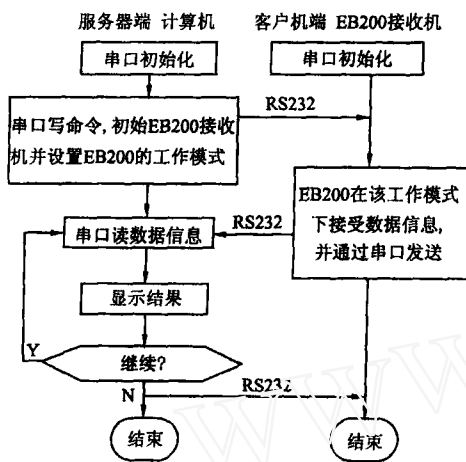 服务器端 计算机
客户机端 EB200接收机
串口初始化
串口初始化
RS232
串口写命令,初始EB200接收
机并设置EB200的工作模式
EB200在该工作模式
下接受数据信息,
并通过串口发送
RS232
串口读数据信息
显示结果
Y
继续?
N
RS232
结束
结束
WWW